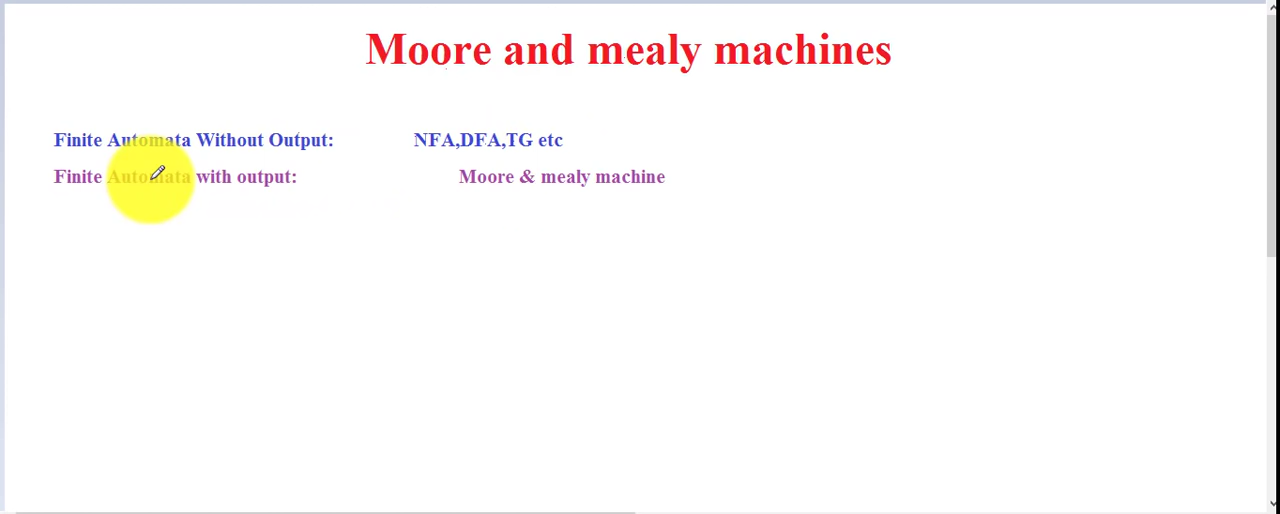 Moore and mealy machines
Finite Automata Without Output: NFA,DFA,TG etc
Finite Automata with output: Moore & mealy machine